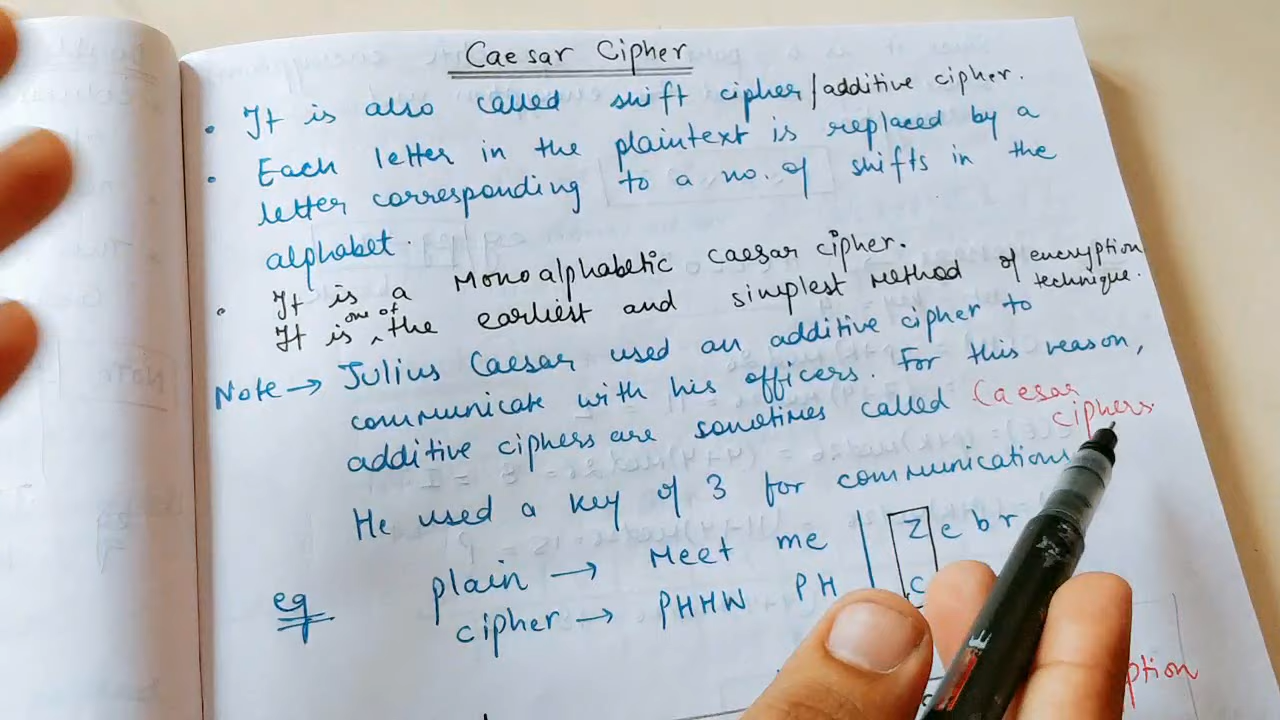 Caesar Cipher
• It is also called shift cipher/additive cipher.
• Each letter in the plaintext is replaced by a
letter corresponding to a no. of shifts in the
alphabet.
• It is a Monoalphabetic caesar cipher.
It is one of the earliest and simplest method of encryption
technique.
Note → Julius Caesar used an additive cipher to
communicate with his officers. For this reason,
additive ciphers are sometimes called Caesar
ciphers.
He used a key of 3 for communications
eg plain → Meet me | Zebr
cipher → PHHW PH | C
ption